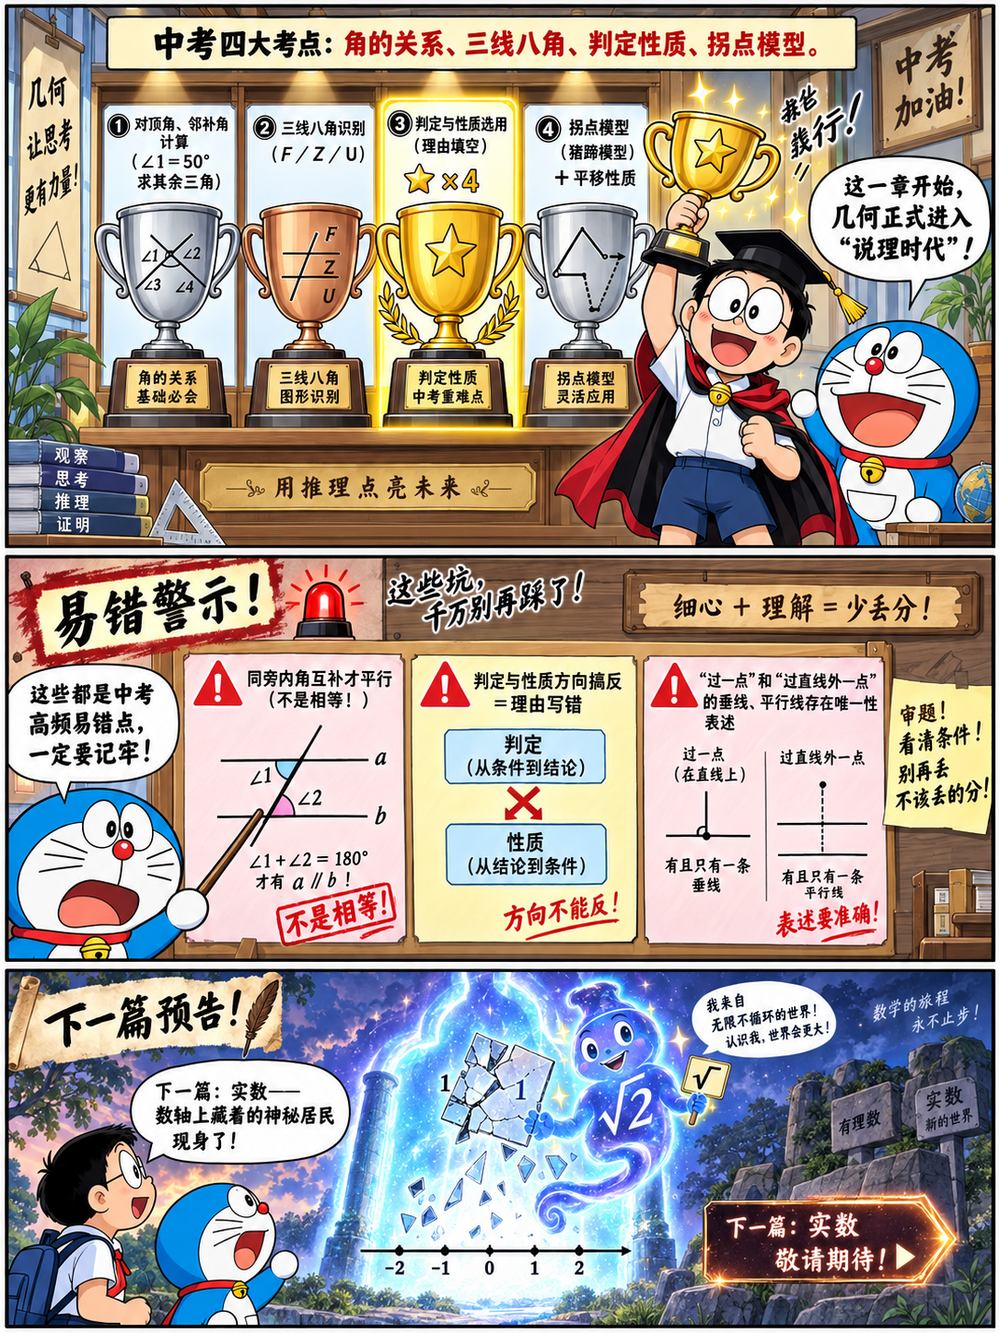 中考四大考点：角的关系、三线八角、判定性质、拐点模型。
几何
让思考
更有力量！
中考
加油！
1 对顶角、邻补角
计算
（∠1＝50°
求其余三角）
2 三线八角识别
（F / Z / U）
3 判定与性质选用
（理由填空）
⭐×4
4 拐点模型
（猪蹄模型）
＋平移性质
∠1 ∠2
∠3 ∠4
F
Z
U
角的关系
基础必会
三线八角
图形识别
判定性质
中考重难点
拐点模型
灵活应用
我行！
这一章开始，
几何正式进入
“说理时代”！
观察
思考
推理
证明
用推理点亮未来
易错警示！
这些坑，
千万别再踩了！
细心＋理解＝少丢分！
这些都是中考
高频易错点，
一定要记牢！
同旁内角互补才平行
（不是相等！）
a
∠1
∠2
b
∠1+∠2 = 180°
才有 a // b！
不是相等！
判定与性质方向搞反
＝理由写错
判定
（从条件到结论）
性质
（从结论到条件）
方向不能反！
“过一点”和“过直线外一点”
的垂线、平行线存在唯一性
表述
过一点
（在直线上）
有且只有一条
垂线
过直线外一点
有且只有一条
平行线
表述要准确！
审题！
看清条件！
别再丢
不该丢的分！
下一篇预告！
下一篇：实数——
数轴上藏着的神秘居民
现身了！
1
1
√2
√
我来自
无限不循环的世界！
认识我，世界会更大！
数学的旅程
永不止步！
有理数
实数
新的世界
-2 -1 0 1 2
下一篇：实数
敬请期待！▶